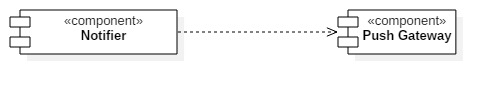 «component»
Notifier
«component»
Push Gateway